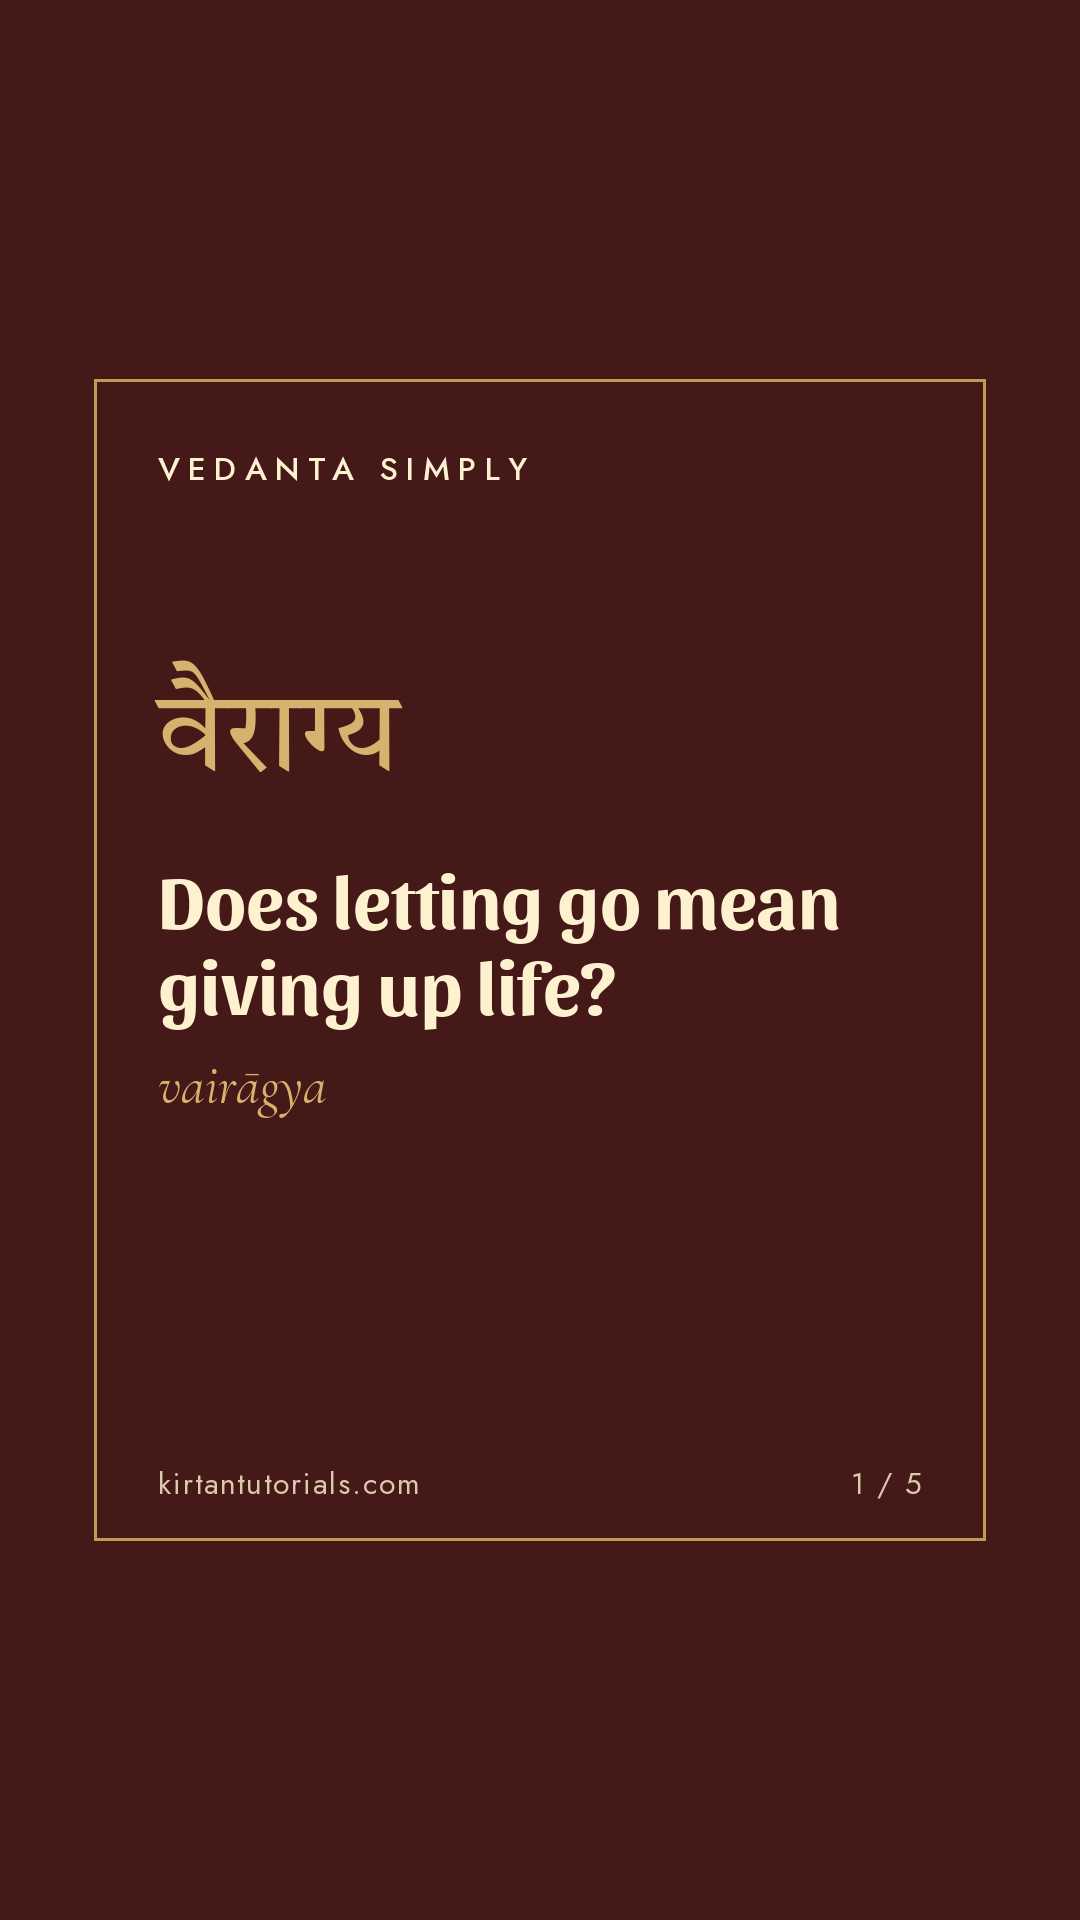 VEDANTA SIMPLY
वैराग्य
Does letting go mean
giving up life?
vairāgya
kirtantutorials.com
1 / 5